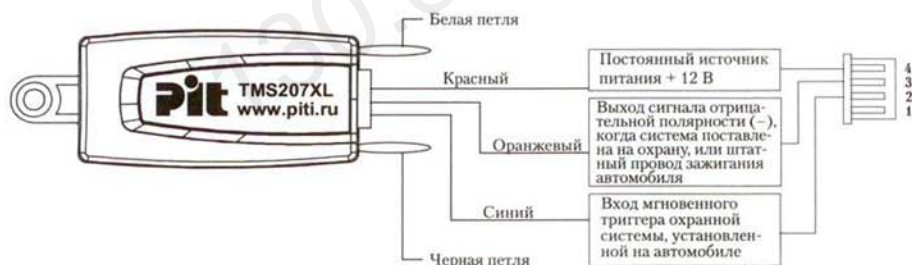 Белая петля
Постоянный источник
питания + 12 В
Красный
Pit TMS207XL
www.piti.ru
4
3
2
1
Выход сигнала отрица-
тельной полярности (−),
когда система поставле-
на на охрану, или штат-
ный провод зажигания
автомобиля
Оранжевый
Синий
Вход мгновенного
триггера охранной
системы, установлен-
ной на автомобиле
Черная петля